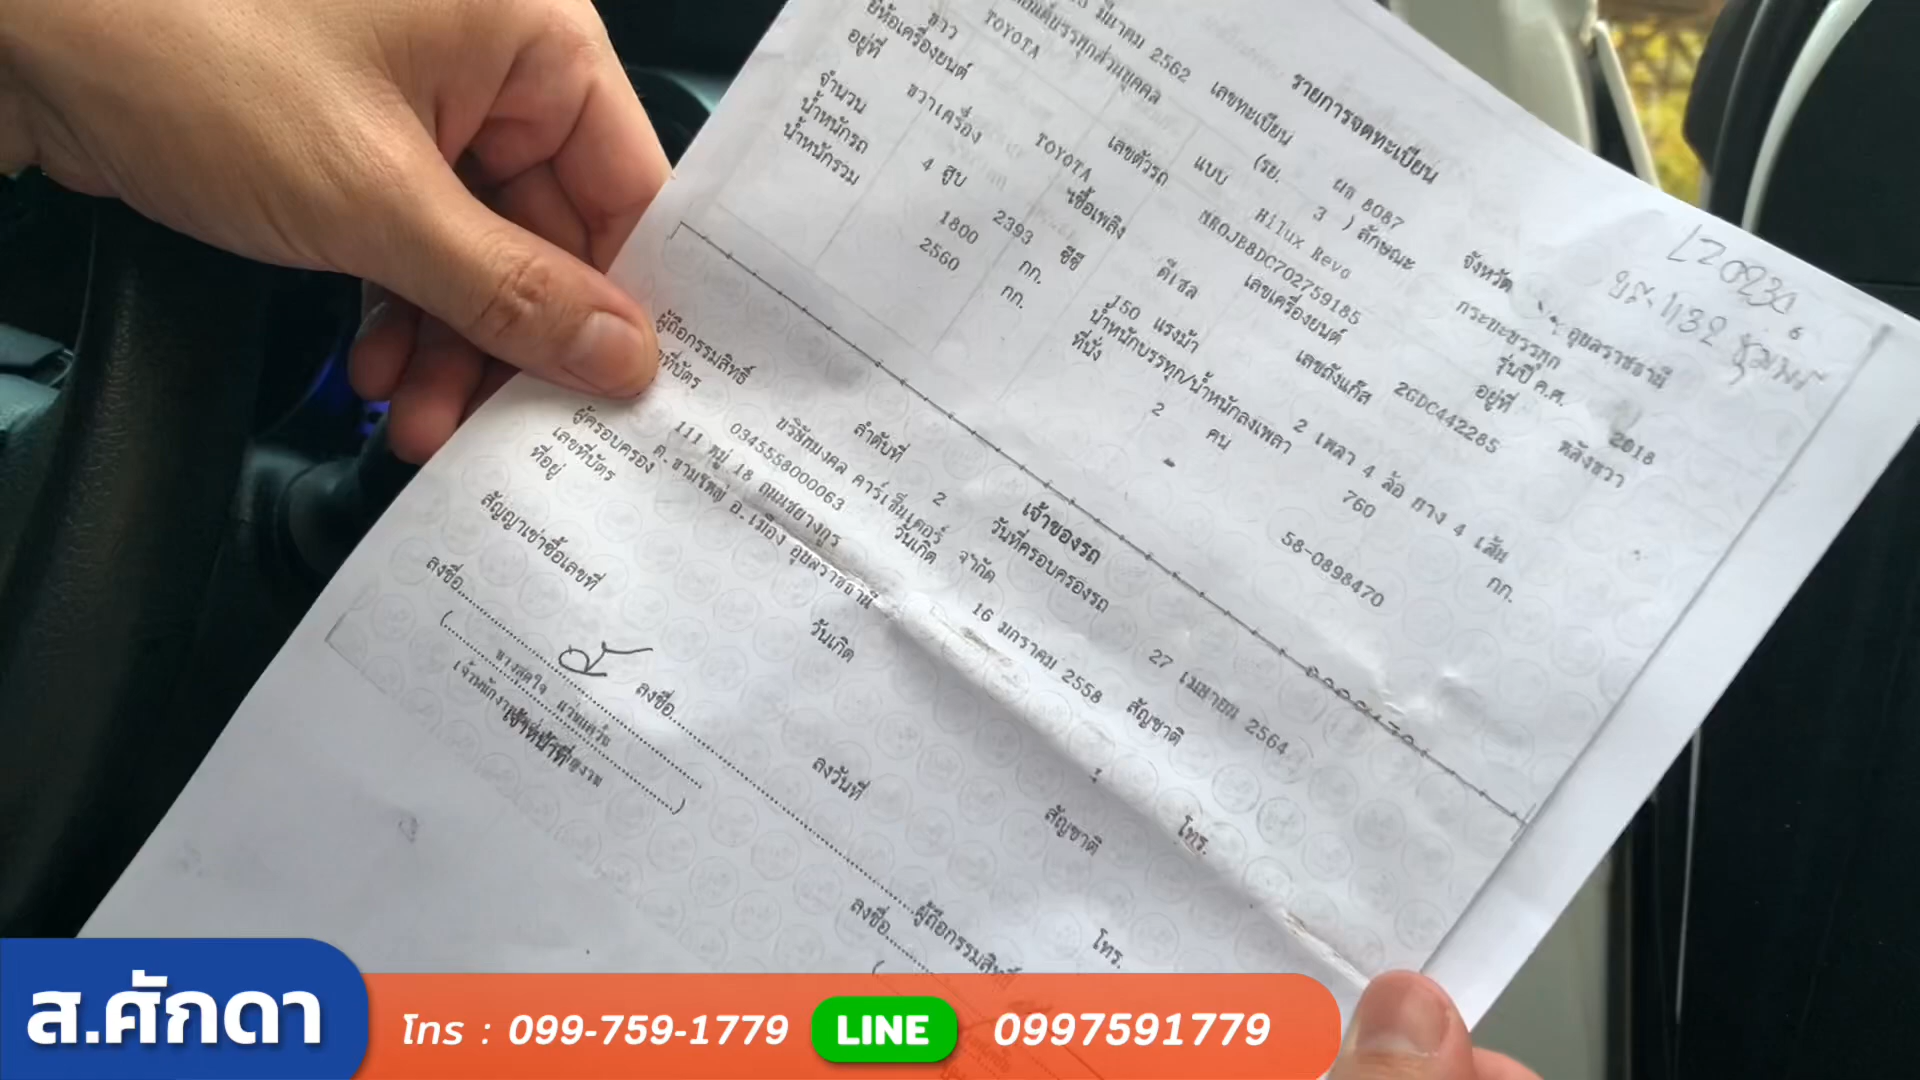 รายการจดทะเบียน
มีนาคม 2562 เลขทะเบียน ผล 8087 จังหวัด อุบลราชธานี
รถยนต์บรรทุกส่วนบุคคล (รย. 3 ) ลักษณะ กระบะบรรทุก
TOYOTA แบบ Hilux Revo รุ่นปี ค.ศ. 2018
ขาว เลขตัวรถ MR0JB8DC702759185 อยู่ที่
ยี่ห้อเครื่องยนต์ TOYOTA เลขเครื่องยนต์ 2GDC442285
อยู่ที่ ขวาเครื่อง เชื้อเพลิง ดีเซล เลขถังแก๊ส
จำนวน 4 สูบ 2393 ซีซี 150 แรงม้า 2 เพลา 4 ล้อ ยาง 4 เส้น
น้ำหนักรถ 1800 กก. น้ำหนักบรรทุก/น้ำหนักลงเพลา 760 กก.
น้ำหนักรวม 2560 กก. ที่นั่ง 2 คน
58-0898470
เจ้าของรถ
ลำดับที่ 2 วันที่ครอบครองรถ 27 เมษายน 2564
ผู้ถือกรรมสิทธิ์ บริษัทมงคล คาร์เซ็นเตอร์ จำกัด
เลขที่บัตร 0345558000063 วันเกิด 16 มกราคม 2558 สัญชาติ
111 หมู่ 18 ถนนชยางกูร
ต.ขามใหญ่ อ.เมือง อุบลราชธานี โทร.
ผู้ครอบครอง
เลขที่บัตร วันเกิด สัญชาติ
ที่อยู่ โทร.
สัญญาเช่าซื้อเลขที่ ลงวันที่
ลงชื่อ ผู้ถือกรรมสิทธิ์
ลงชื่อ
ลงชื่อ
ส.ศักดา
โทร : 099-759-1779 LINE 0997591779